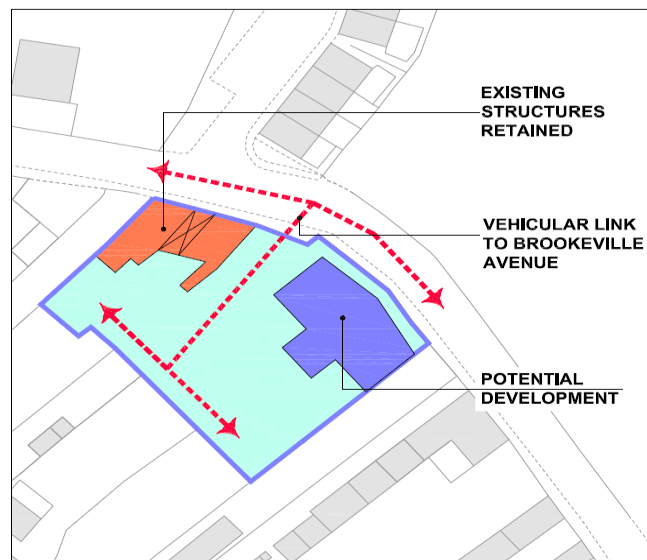 EXISTING
STRUCTURES
RETAINED
VEHICULAR LINK
TO BROOKEVILLE
AVENUE
POTENTIAL
DEVELOPMENT